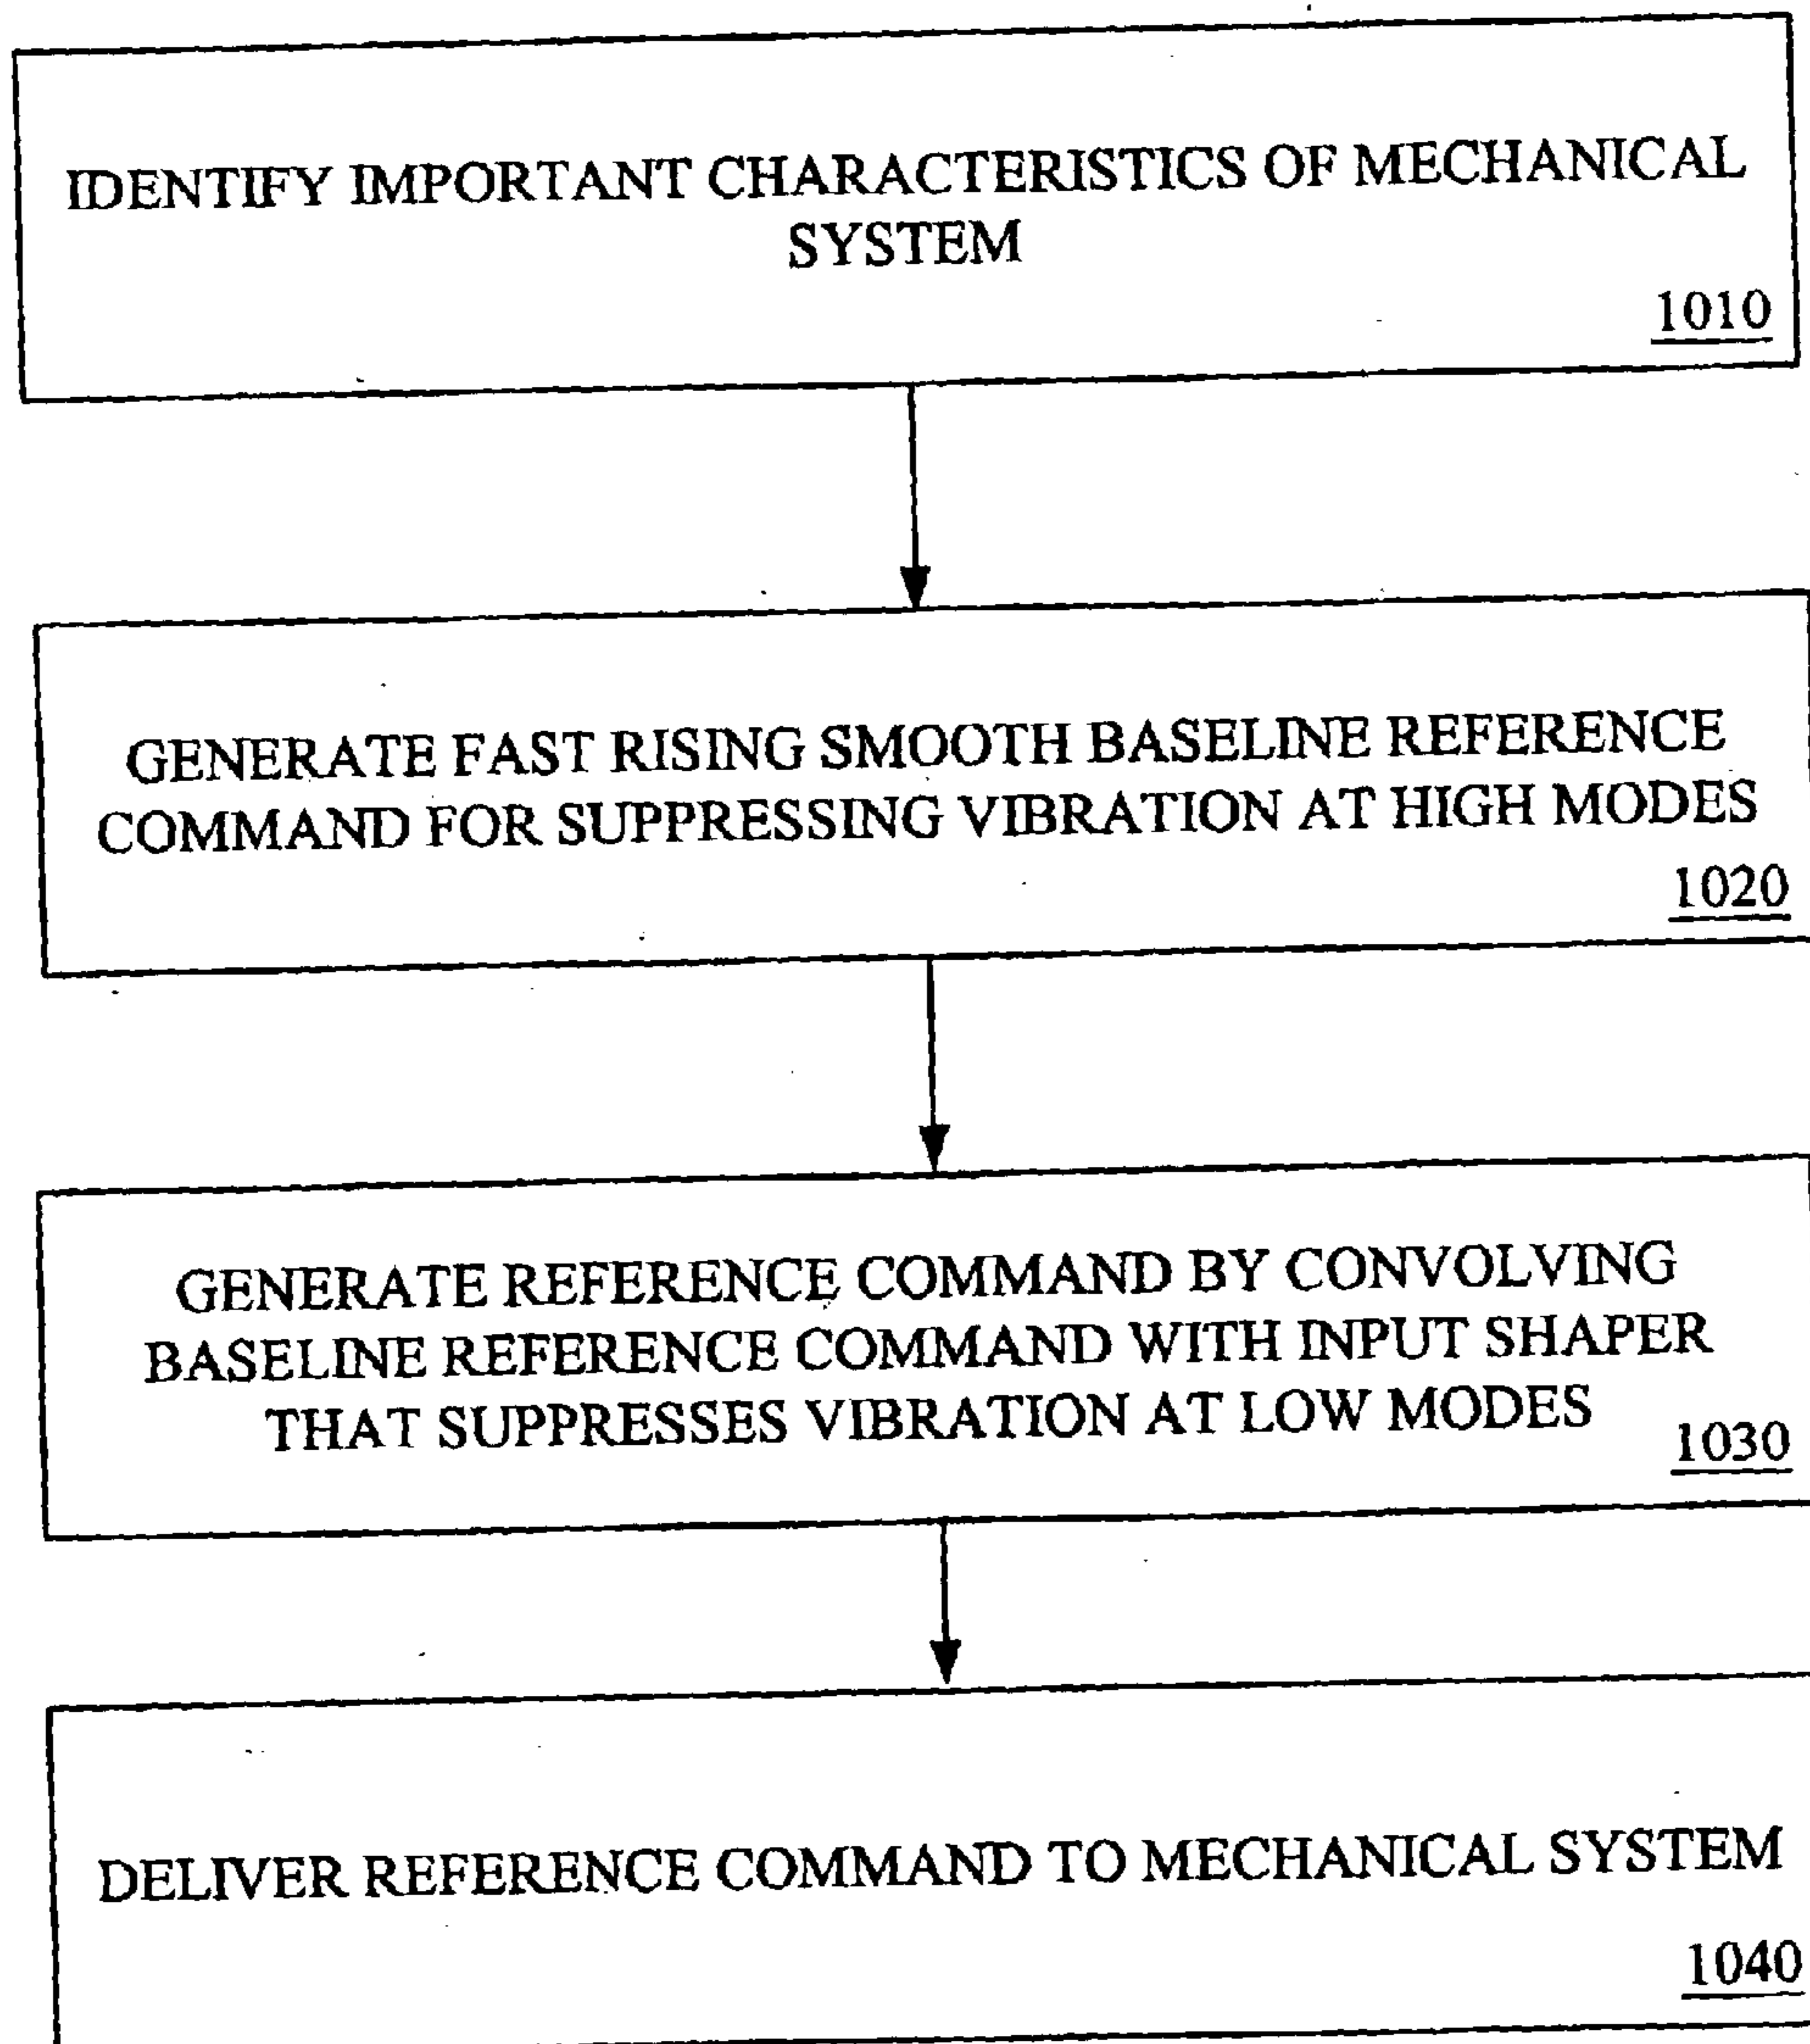 IDENTIFY IMPORTANT CHARACTERISTICS OF MECHANICAL
SYSTEM
1010
GENERATE FAST RISING SMOOTH BASELINE REFERENCE
COMMAND FOR SUPPRESSING VIBRATION AT HIGH MODES
1020
GENERATE REFERENCE COMMAND BY CONVOLVING
BASELINE REFERENCE COMMAND WITH INPUT SHAPER
THAT SUPPRESSES VIBRATION AT LOW MODES
1030
DELIVER REFERENCE COMMAND TO MECHANICAL SYSTEM
1040